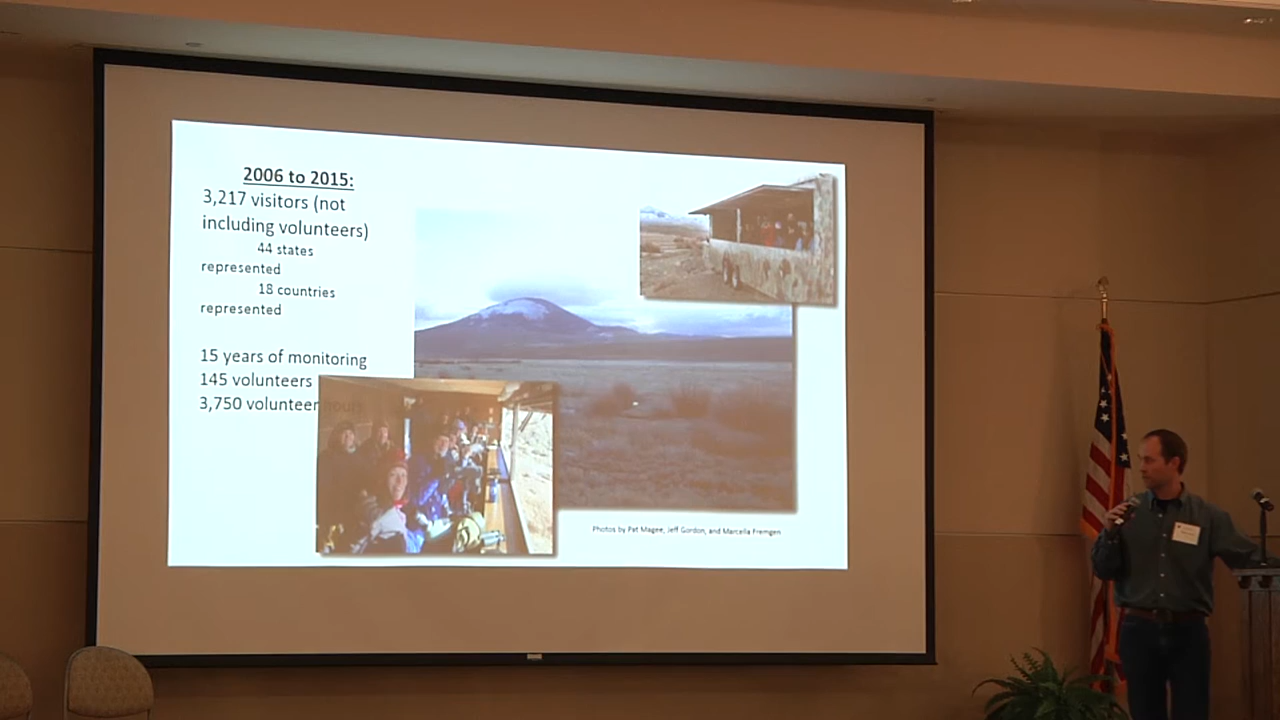 2006 to 2015:
3,217 visitors (not
including volunteers)
44 states
represented
18 countries
represented
15 years of monitoring
145 volunteers
3,750 volunteer hours
Photos by Pat Magee, Jeff Gordon, and Marcella Fremgen